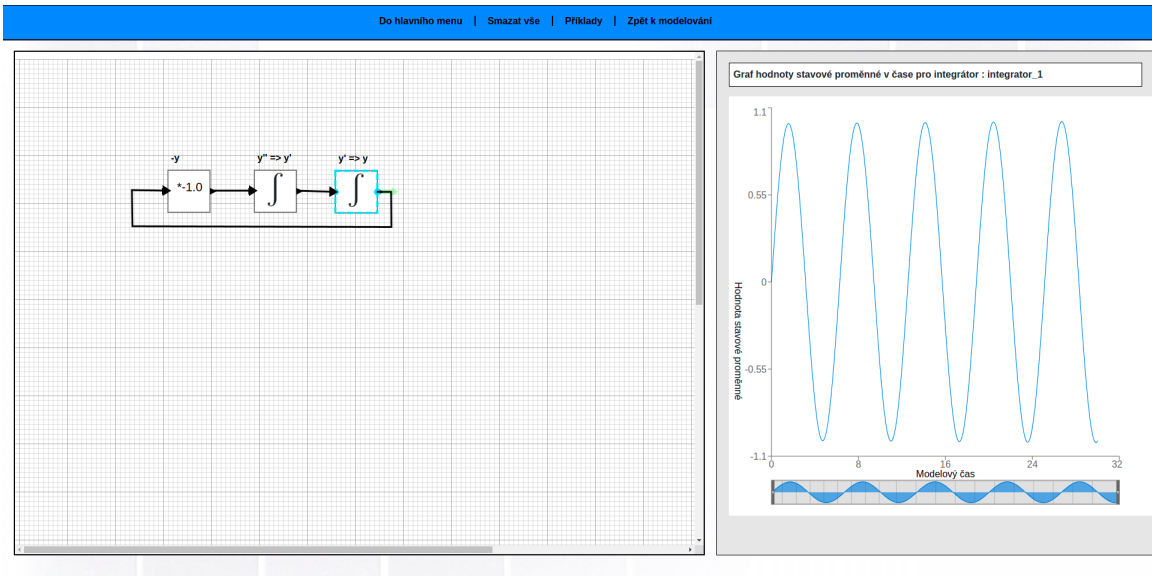 Do hlavního menu | Smazat vše | Příklady | Zpět k modelování
-y
y'' => y'
y' => y
*-1.0
∫
∫
Graf hodnoty stavové proměnné v čase pro integrátor : integrator_1
1.1
0.55
0
-0.55
-1.1
Hodnota stavové proměnné
0
8
16
24
32
Modelový čas